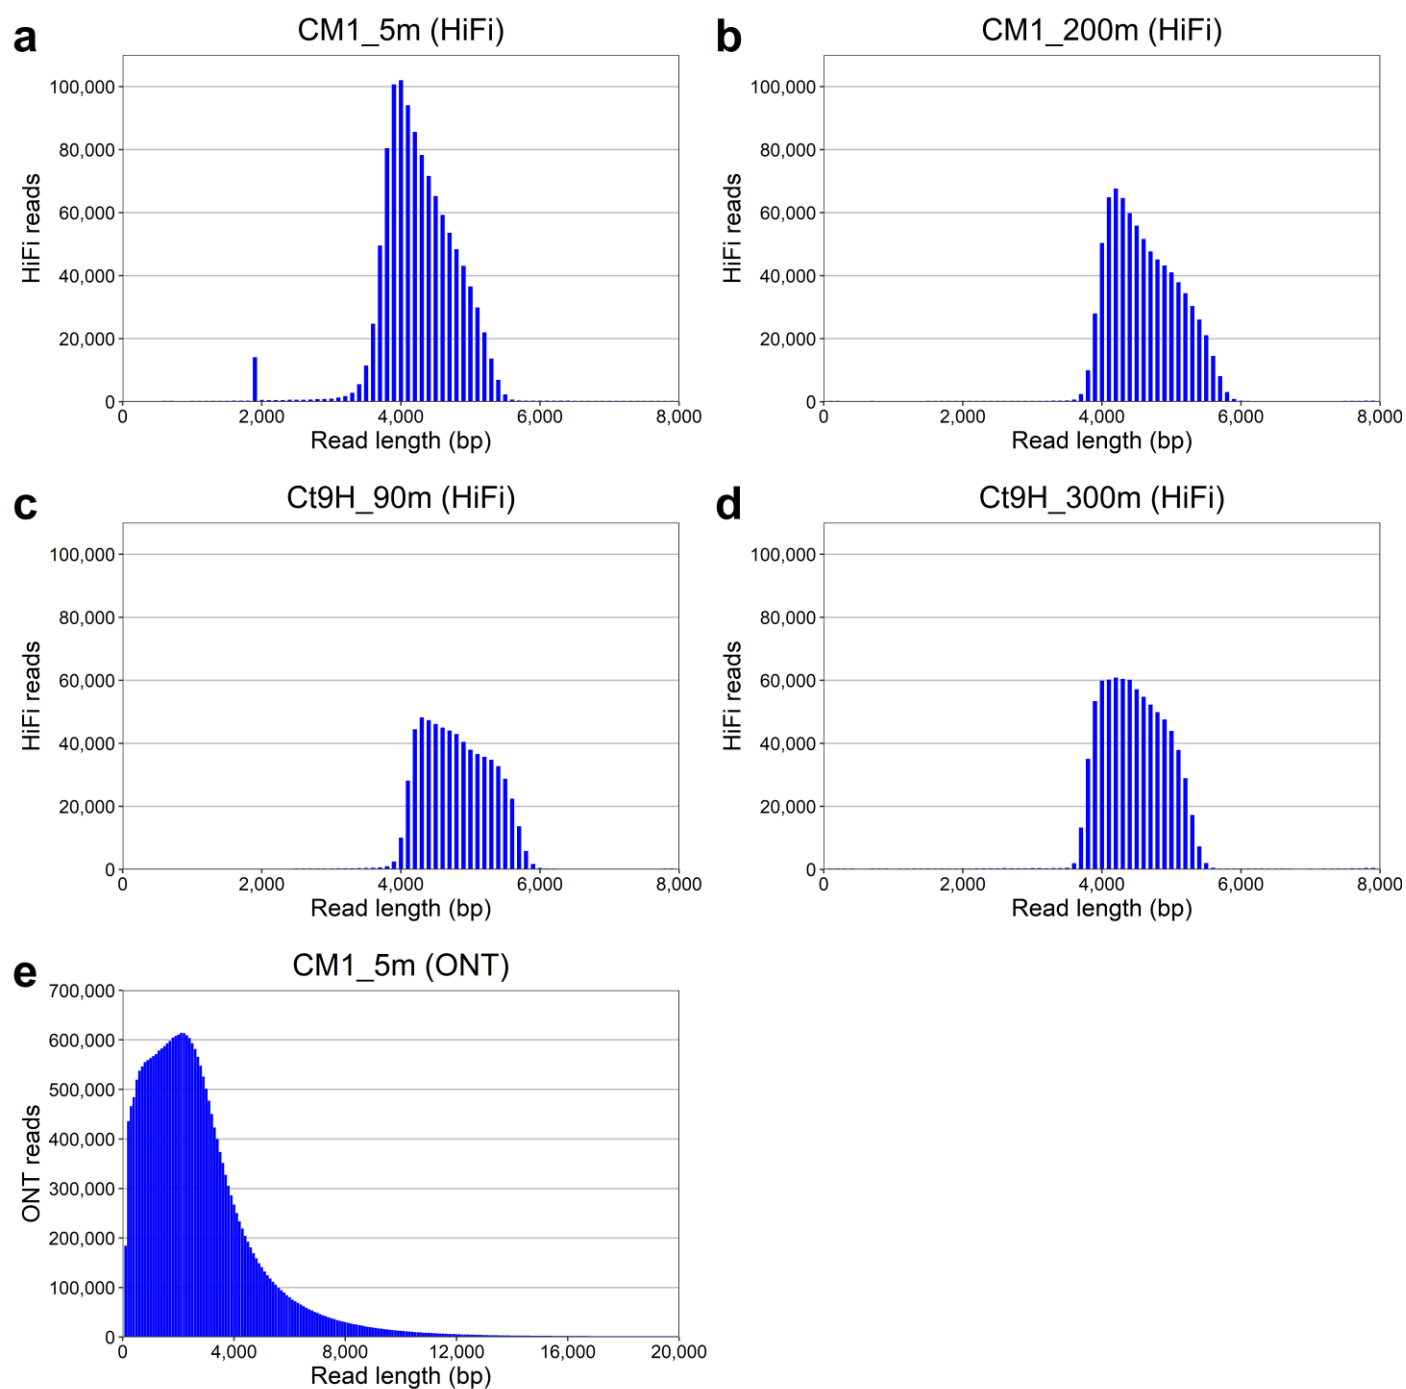 a
CM1_5m (HiFi)
HiFi reads
100,000
80,000
60,000
40,000
20,000
0
0 2,000 4,000 6,000 8,000
Read length (bp)
b
CM1_200m (HiFi)
HiFi reads
100,000
80,000
60,000
40,000
20,000
0
0 2,000 4,000 6,000 8,000
Read length (bp)
c
Ct9H_90m (HiFi)
HiFi reads
100,000
80,000
60,000
40,000
20,000
0
0 2,000 4,000 6,000 8,000
Read length (bp)
d
Ct9H_300m (HiFi)
HiFi reads
100,000
80,000
60,000
40,000
20,000
0
0 2,000 4,000 6,000 8,000
Read length (bp)
e
CM1_5m (ONT)
ONT reads
700,000
600,000
500,000
400,000
300,000
200,000
100,000
0
0 4,000 8,000 12,000 16,000 20,000
Read length (bp)